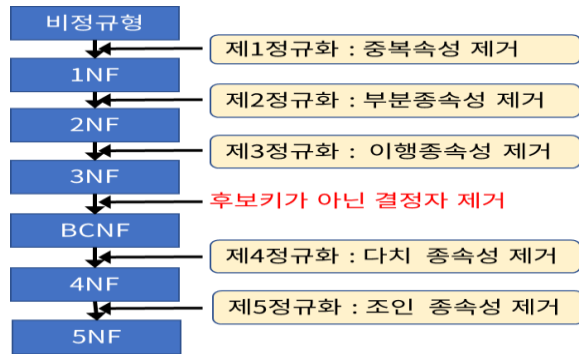 비정규형
제1정규화 : 중복속성 제거
1NF
제2정규화 : 부분종속성 제거
2NF
제3정규화 : 이행종속성 제거
3NF
후보키가 아닌 결정자 제거
BCNF
제4정규화 : 다치 종속성 제거
4NF
제5정규화 : 조인 종속성 제거
5NF